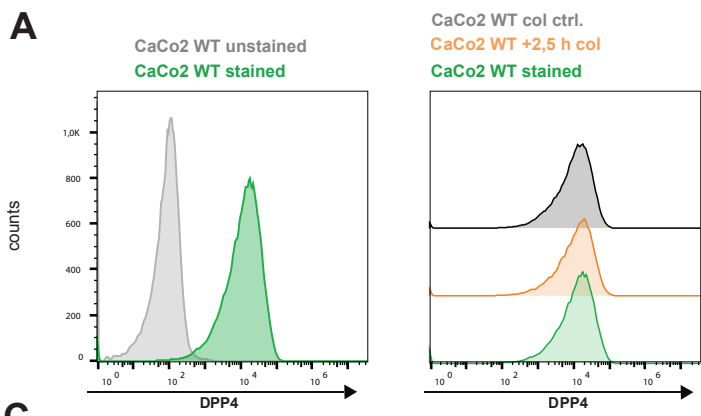 A
CaCo2 WT unstained
CaCo2 WT stained
CaCo2 WT col ctrl.
CaCo2 WT +2,5 h col
CaCo2 WT stained
counts
1,0K
800
600
400
200
0
10 0
10 2
10 4
10 6
DPP4
10 0
10 2
10 4
10 6
DPP4
C